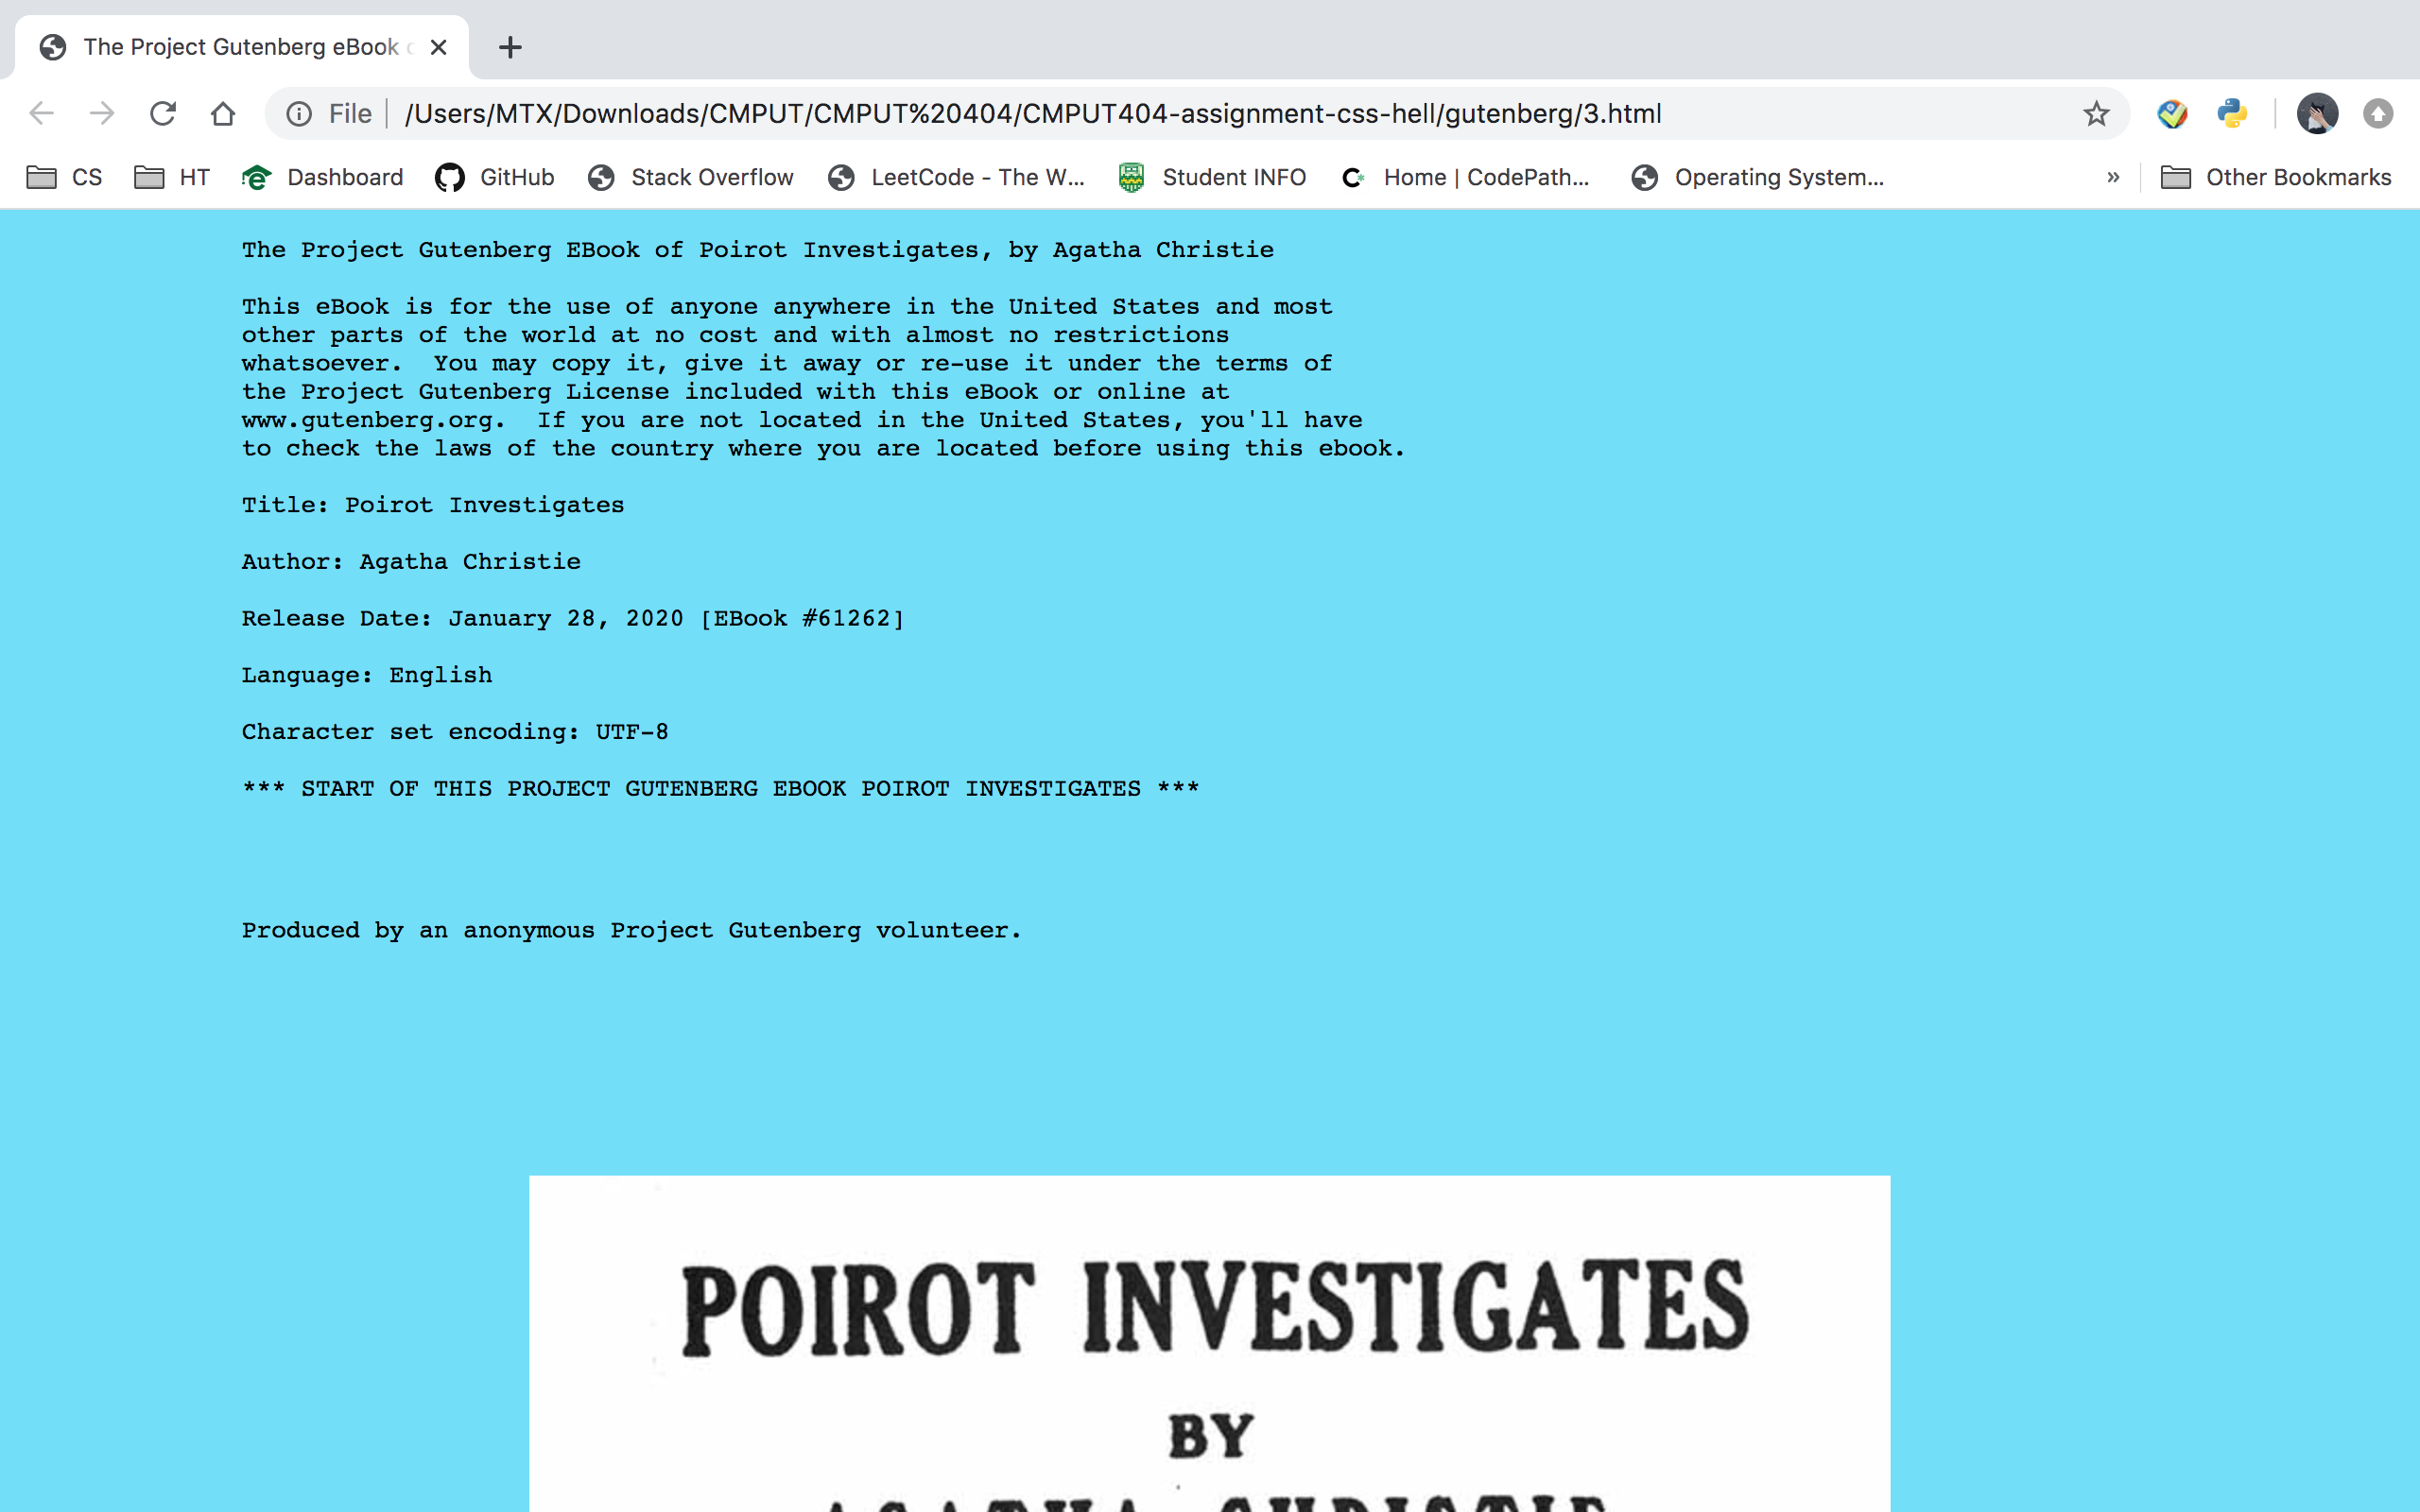 The Project Gutenberg eBook
File /Users/MTX/Downloads/CMPUT/CMPUT%20404/CMPUT404-assignment-css-hell/gutenberg/3.html
CS HT Dashboard GitHub Stack Overflow LeetCode - The W... Student INFO Home | CodePath... Operating System... » Other Bookmarks
The Project Gutenberg EBook of Poirot Investigates, by Agatha Christie
This eBook is for the use of anyone anywhere in the United States and most
other parts of the world at no cost and with almost no restrictions
whatsoever.  You may copy it, give it away or re-use it under the terms of
the Project Gutenberg License included with this eBook or online at
www.gutenberg.org.  If you are not located in the United States, you'll have
to check the laws of the country where you are located before using this ebook.
Title: Poirot Investigates
Author: Agatha Christie
Release Date: January 28, 2020 [EBook #61262]
Language: English
Character set encoding: UTF-8
*** START OF THIS PROJECT GUTENBERG EBOOK POIROT INVESTIGATES ***
Produced by an anonymous Project Gutenberg volunteer.
POIROT INVESTIGATES
BY
AGATHA CHRISTIE